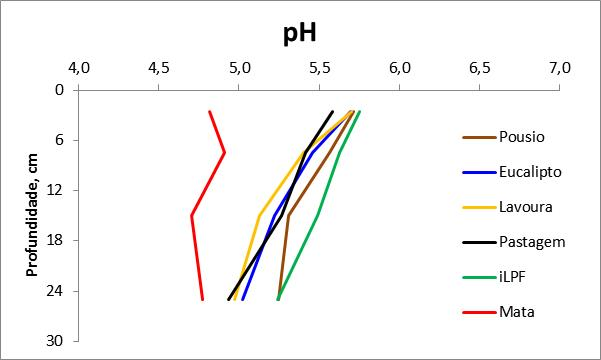 pH
4,0 4,5 5,0 5,5 6,0 6,5 7,0
0
6
12
18
24
30
Profundidade, cm
Pousio
Eucalipto
Lavoura
Pastagem
iLPF
Mata